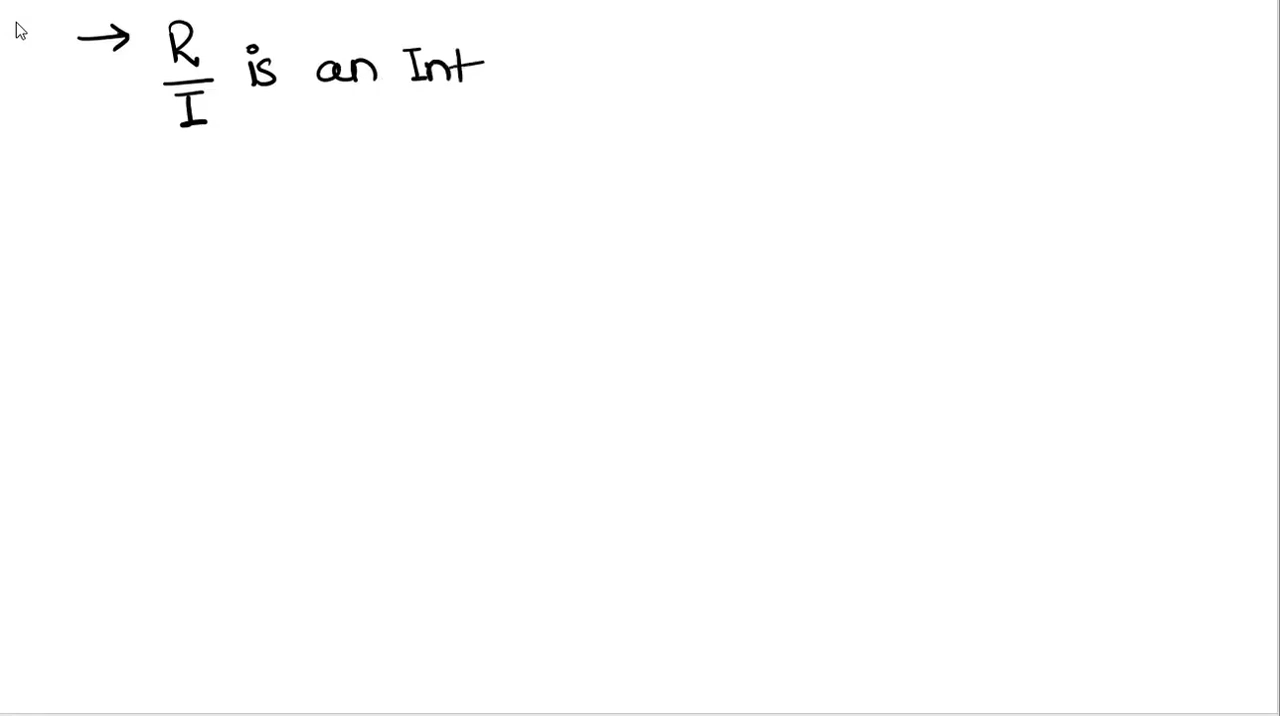 → R/I is an Int